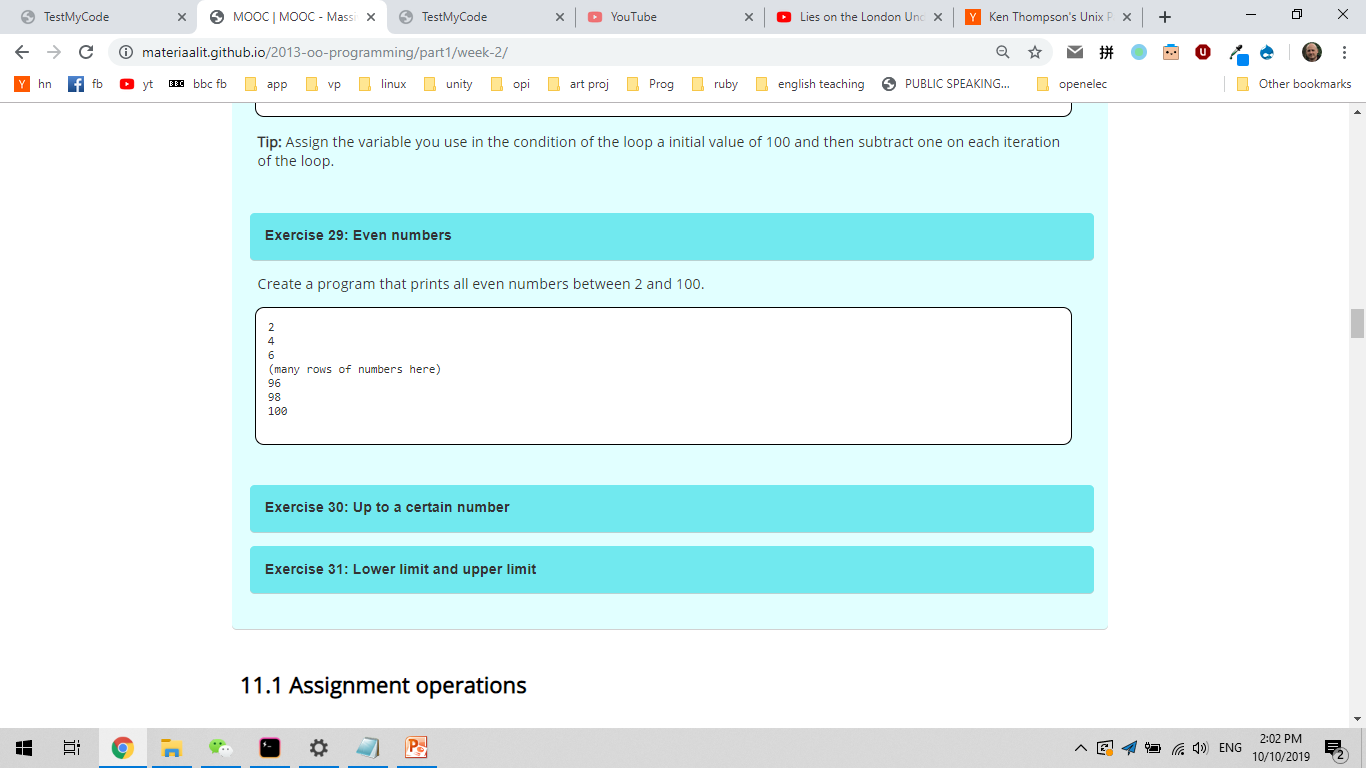 TestMyCode
MOOC | MOOC - Massi
TestMyCode
YouTube
Lies on the London Und
Ken Thompson's Unix P
materiaalit.github.io/2013-oo-programming/part1/week-2/
hn
fb
yt
BBC bbc fb
app
vp
linux
unity
opi
art proj
Prog
ruby
english teaching
PUBLIC SPEAKING...
openelec
Other bookmarks
Tip: Assign the variable you use in the condition of the loop a initial value of 100 and then subtract one on each iteration
of the loop.
Exercise 29: Even numbers
Create a program that prints all even numbers between 2 and 100.
2
4
6
(many rows of numbers here)
96
98
100
Exercise 30: Up to a certain number
Exercise 31: Lower limit and upper limit
11.1 Assignment operations
ENG
2:02 PM
10/10/2019
2